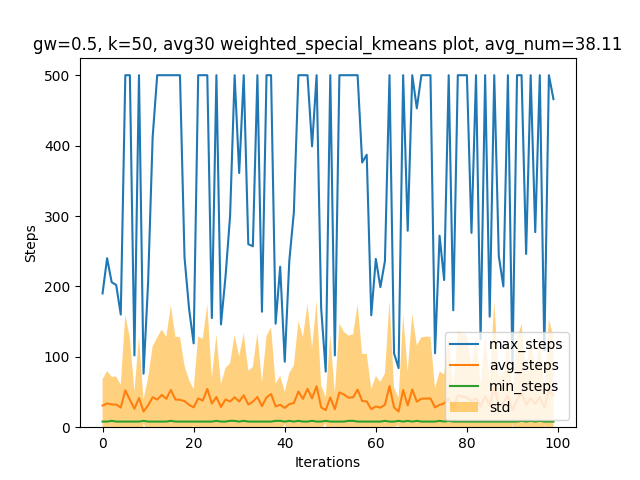 gw=0.5, k=50, avg30 weighted_special_kmeans plot, avg_num=38.11
500
400
300
200
100
0
Steps
max_steps
avg_steps
min_steps
std
0 20 40 60 80 100
Iterations